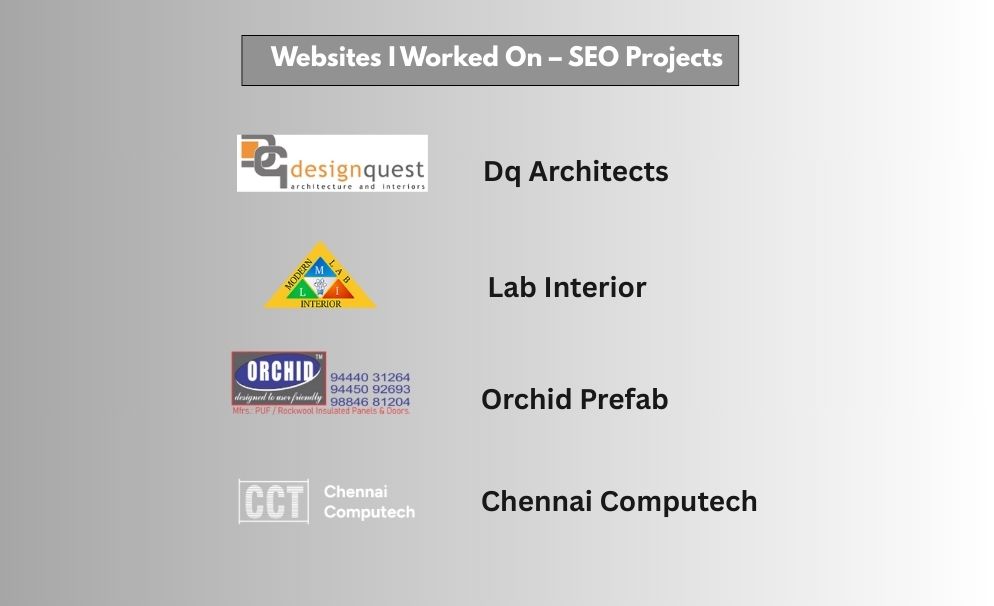 Websites I Worked On – SEO Projects
designquest
architecture and interiors
Dq Architects
MODERN LAB
M
L I
INTERIOR
Lab Interior
ORCHID TM
designed to user friendly
94440 31264
94450 92693
98846 81204
Mfrs.: PUF / Rockwool Insulated Panels & Doors.
Orchid Prefab
CCT
Chennai
Computech
Chennai Computech